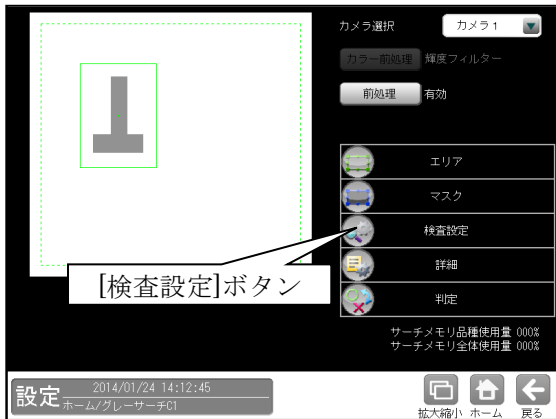 カメラ選択
カメラ1
カラー前処理
輝度フィルター
前処理
有効
エリア
マスク
検査設定
[検査設定]ボタン
詳細
判定
サーチメモリ品種使用量 000%
サーチメモリ全体使用量 000%
設定
2014/01/24 14:12:45
ホーム/グレーサーチC1
拡大縮小
ホーム
戻る